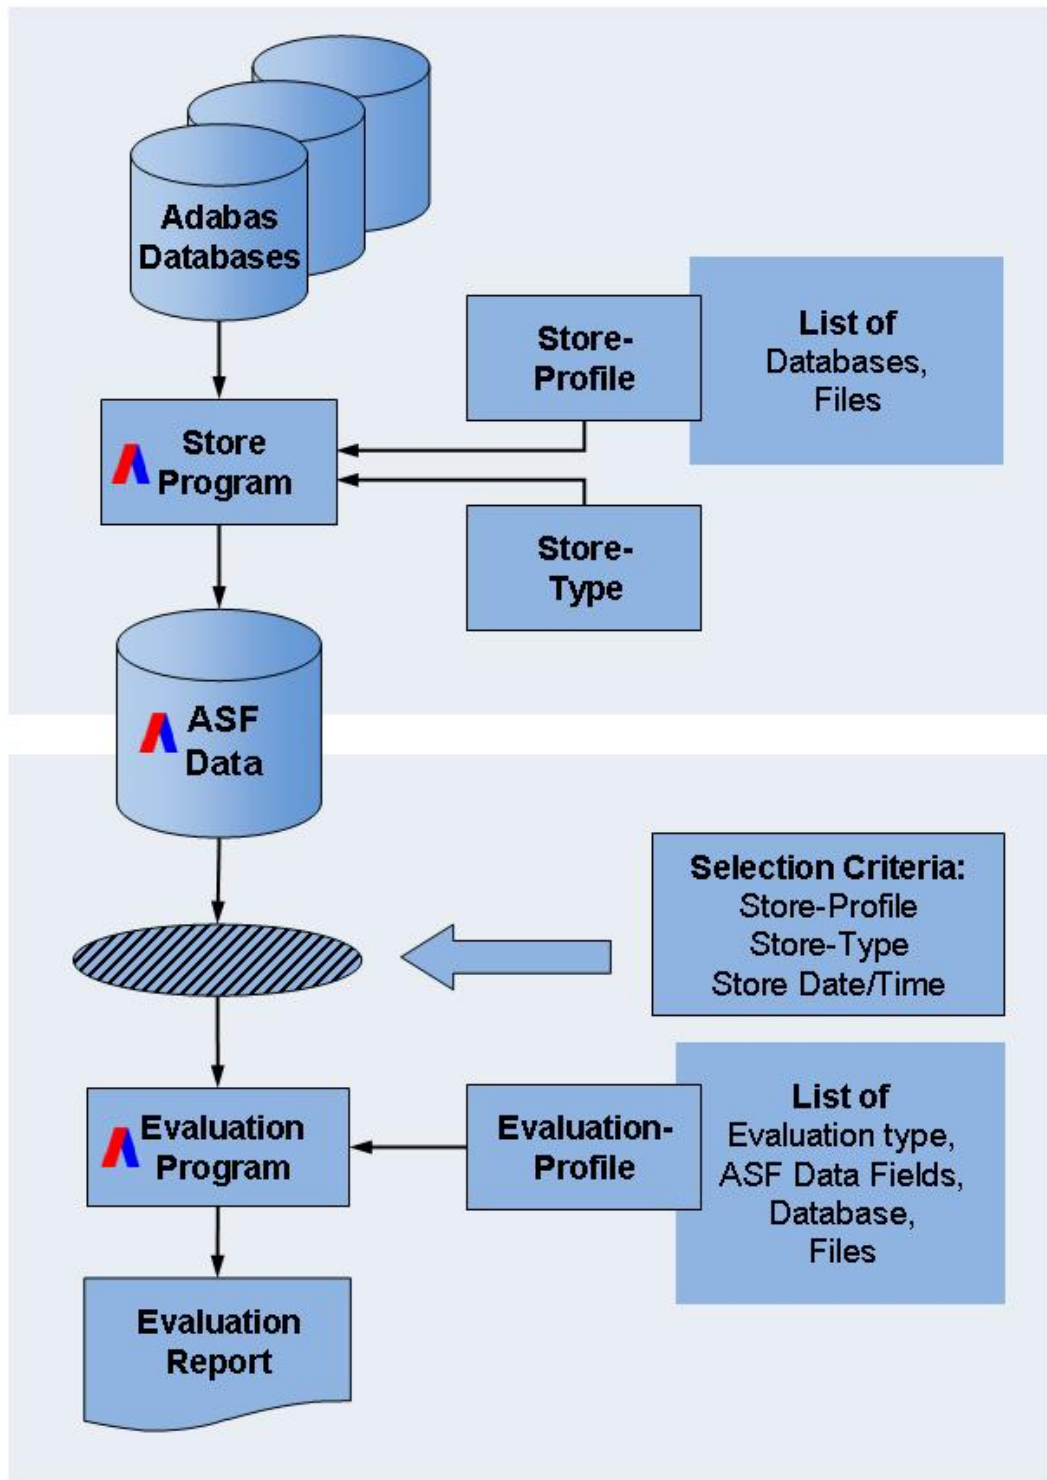 Adabas
Databases
Store-
Profile
List of
Databases,
Files
Store
Program
Store-
Type
ASF
Data
Selection Criteria:
Store-Profile
Store-Type
Store Date/Time
Evaluation
Program
Evaluation-
Profile
List of
Evaluation type,
ASF Data Fields,
Database,
Files
Evaluation
Report